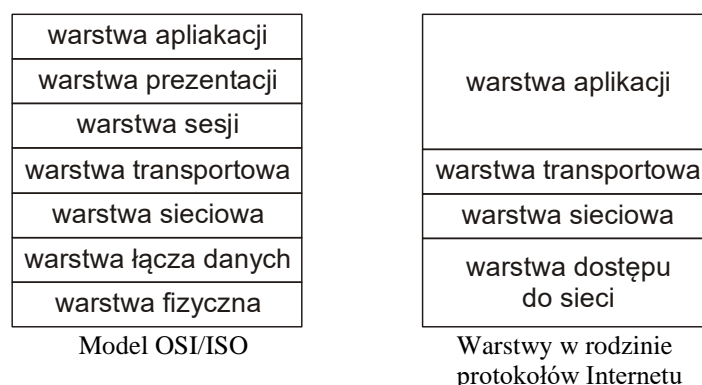 warstwa apliakacji
warstwa prezentacji
warstwa sesji
warstwa transportowa
warstwa sieciowa
warstwa łącza danych
warstwa fizyczna
Model OSI/ISO
warstwa aplikacji
warstwa transportowa
warstwa sieciowa
warstwa dostępu
do sieci
Warstwy w rodzinie
protokołów Internetu